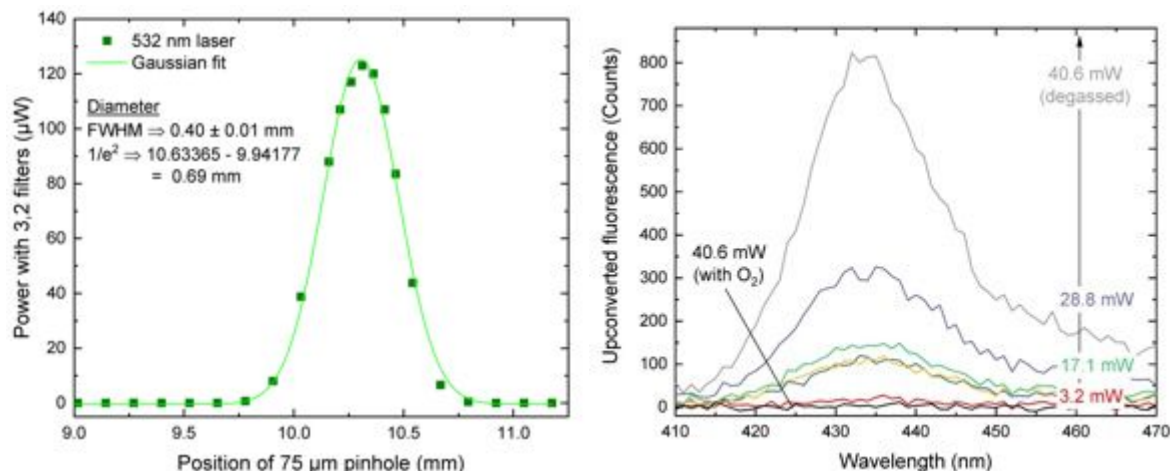 140
120
100
80
60
40
20
0
Power with 3,2 filters (µW)
532 nm laser
Gaussian fit
Diameter
FWHM ⇒ 0.40 ± 0.01 mm
1/e² ⇒ 10.63365 - 9.94177
= 0.69 mm
9.0 9.5 10.0 10.5 11.0
Position of 75 µm pinhole (mm)
Upconverted fluorescence (Counts)
800
700
600
500
400
300
200
100
0
40.6 mW
(degassed)
40.6 mW
(with O₂)
28.8 mW
17.1 mW
3.2 mW
410 420 430 440 450 460 470
Wavelength (nm)